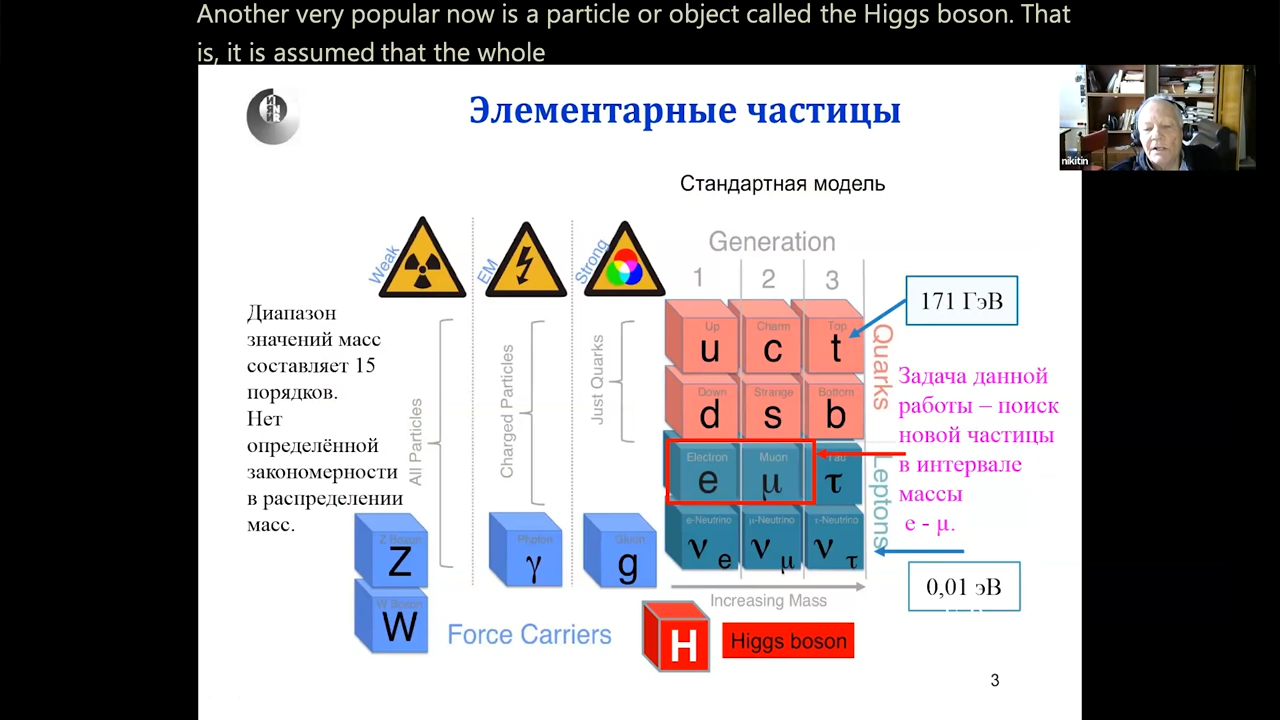 Another very popular now is a particle or object called the Higgs boson. That
is, it is assumed that the whole
Элементарные частицы
nikitin
Стандартная модель
Weak
EM
Strong
Generation
1 2 3
171 ГэВ
Диапазон
значений масс
составляет 15
порядков.
Нет
определённой
закономерности
в распределении
масс.
All Particles
Charged Particles
Just Quarks
Up Charm Top
u c t
Down Strange Bottom
d s b
Electron Muon Tau
e μ τ
e-Neutrino μ-Neutrino τ-Neutrino
ν e ν μ ν τ
Quarks
Leptons
Задача данной
работы – поиск
новой частицы
в интервале
массы
е - μ.
0,01 эВ
Z Boson
Z
Photon
γ
Gluon
g
W Boson
W
Force Carriers
Increasing Mass
H
Higgs boson
3